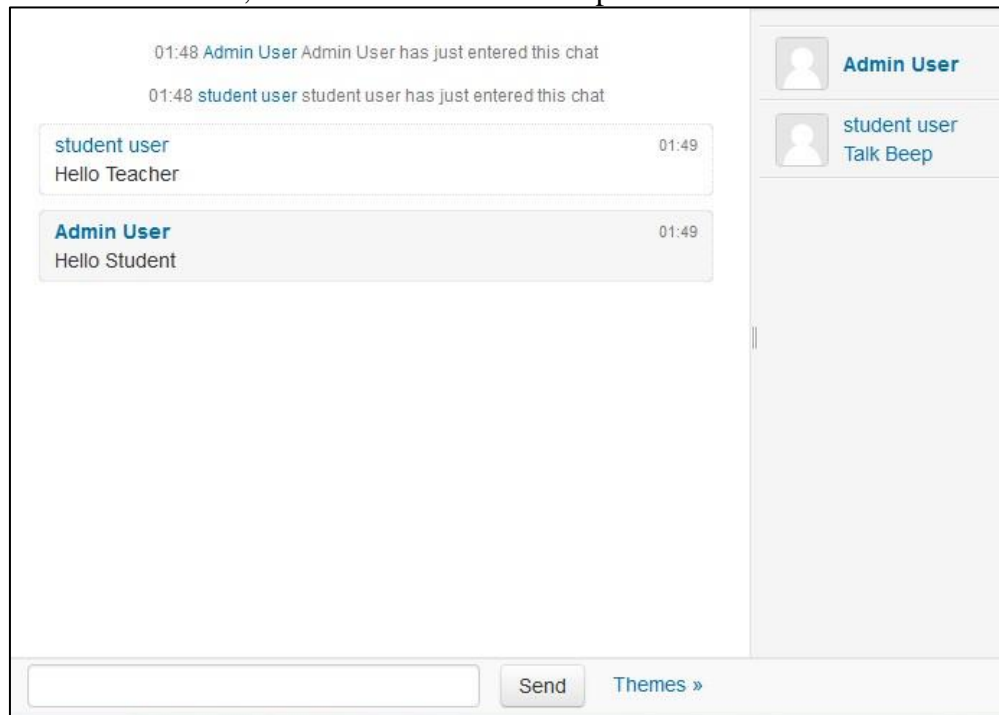 01:48 Admin User Admin User has just entered this chat
01:48 student user student user has just entered this chat
student user 01:49
Hello Teacher
Admin User 01:49
Hello Student
Admin User
student user
Talk Beep
Send Themes »